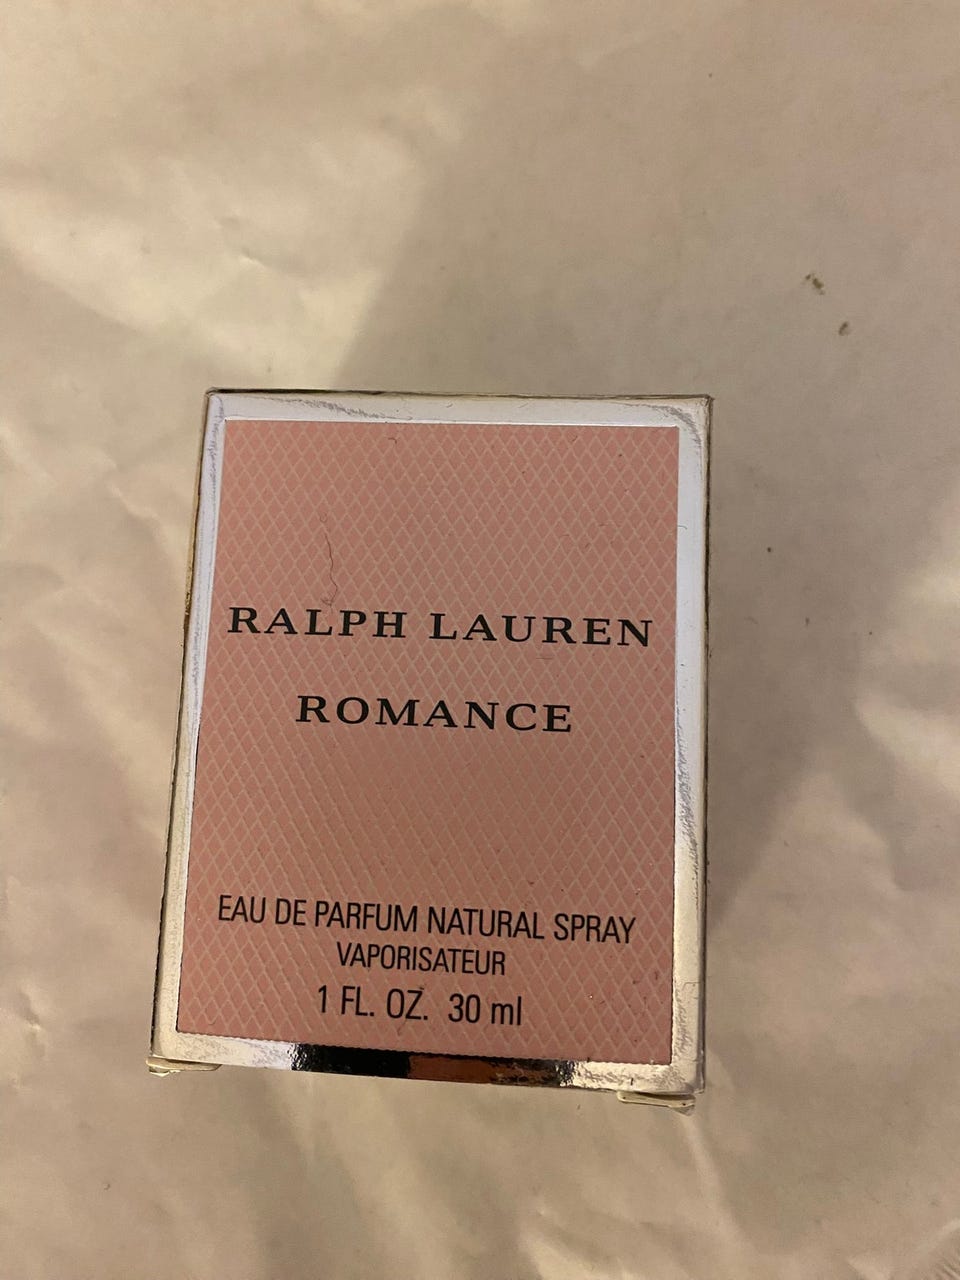 RALPH LAUREN
ROMANCE
EAU DE PARFUM NATURAL SPRAY
VAPORISATEUR
1 FL. OZ. 30 ml